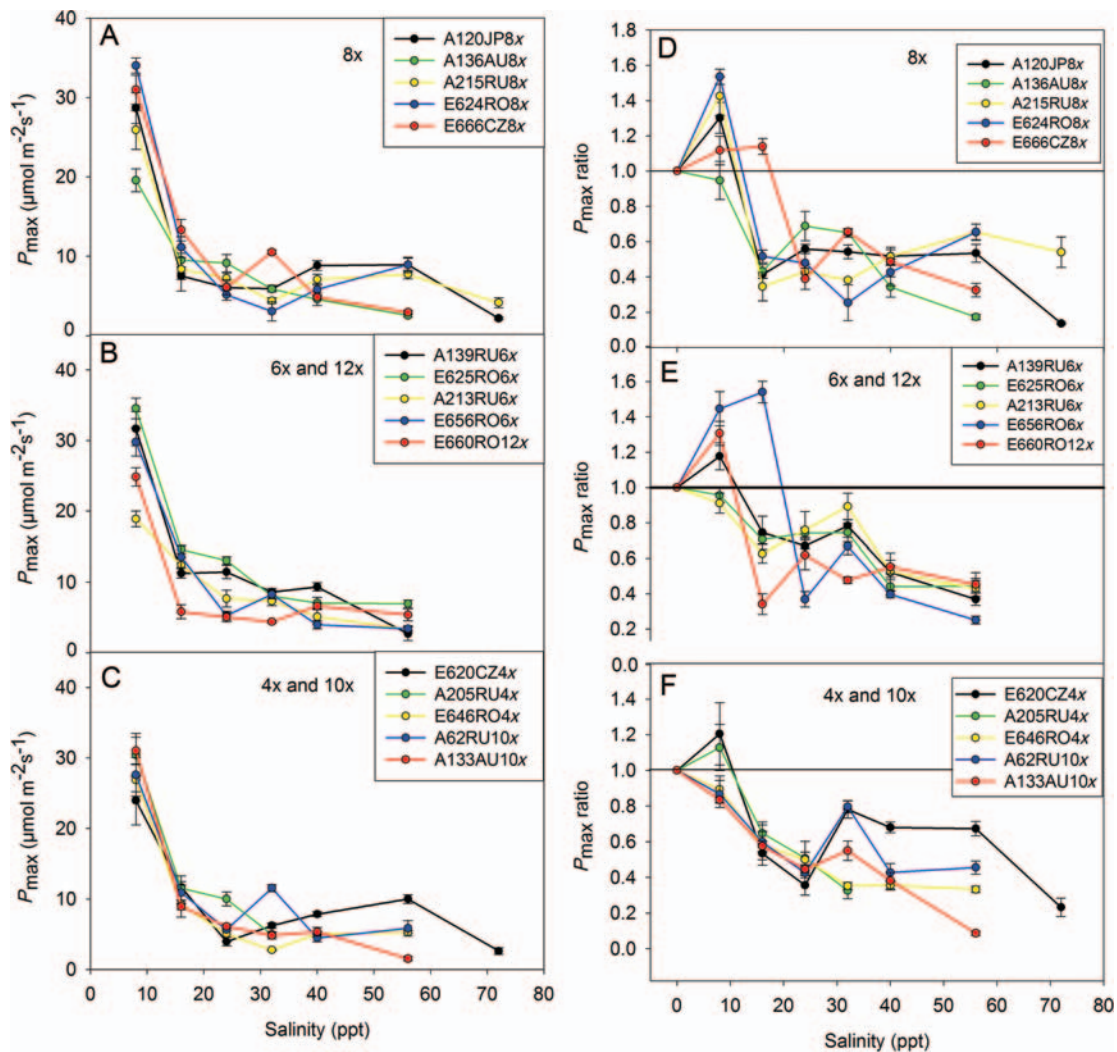 A
8x
A120JP8x
A136AU8x
A215RU8x
E624RO8x
E666CZ8x
40
30
20
10
0
Pmax (µmol m-2s-1)
B
6x and 12x
A139RU6x
E625RO6x
A213RU6x
E656RO6x
E660RO12x
40
30
20
10
0
Pmax (µmol m-2s-1)
C
4x and 10x
E620CZ4x
A205RU4x
E646RO4x
A62RU10x
A133AU10x
40
30
20
10
0
Pmax (µmol m-2s-1)
0 10 20 30 40 50 60 70 80
Salinity (ppt)
D
8x
A120JP8x
A136AU8x
A215RU8x
E624RO8x
E666CZ8x
1.8
1.6
1.4
1.2
1.0
0.8
0.6
0.4
0.2
0.0
Pmax ratio
E
6x and 12x
A139RU6x
E625RO6x
A213RU6x
E656RO6x
E660RO12x
1.6
1.4
1.2
1.0
0.8
0.6
0.4
0.2
0.0
Pmax ratio
F
4x and 10x
E620CZ4x
A205RU4x
E646RO4x
A62RU10x
A133AU10x
1.4
1.2
1.0
0.8
0.6
0.4
0.2
0.0
Pmax ratio
0 10 20 30 40 50 60 70 80
Salinity (ppt)